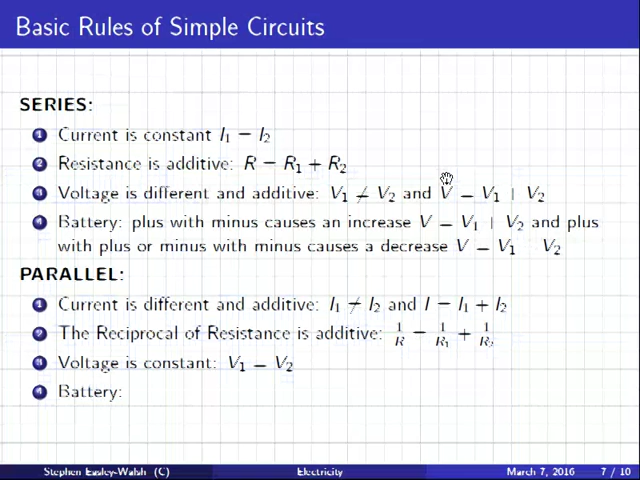 Basic Rules of Simple Circuits
SERIES:
1 Current is constant I₁ = I₂
2 Resistance is additive: R = R₁ + R₂
3 Voltage is different and additive: V₁ ≠ V₂ and V = V₁ + V₂
4 Battery: plus with minus causes an increase V = V₁ + V₂ and plus
with plus or minus with minus causes a decrease V = V₁ − V₂
PARALLEL:
1 Current is different and additive: I₁ ≠ I₂ and I = I₁ + I₂
2 The Reciprocal of Resistance is additive: 1/R = 1/R₁ + 1/R₂
3 Voltage is constant: V₁ = V₂
4 Battery:
Stephen Easley-Walsh (C) Electricity March 7, 2016 7 / 10